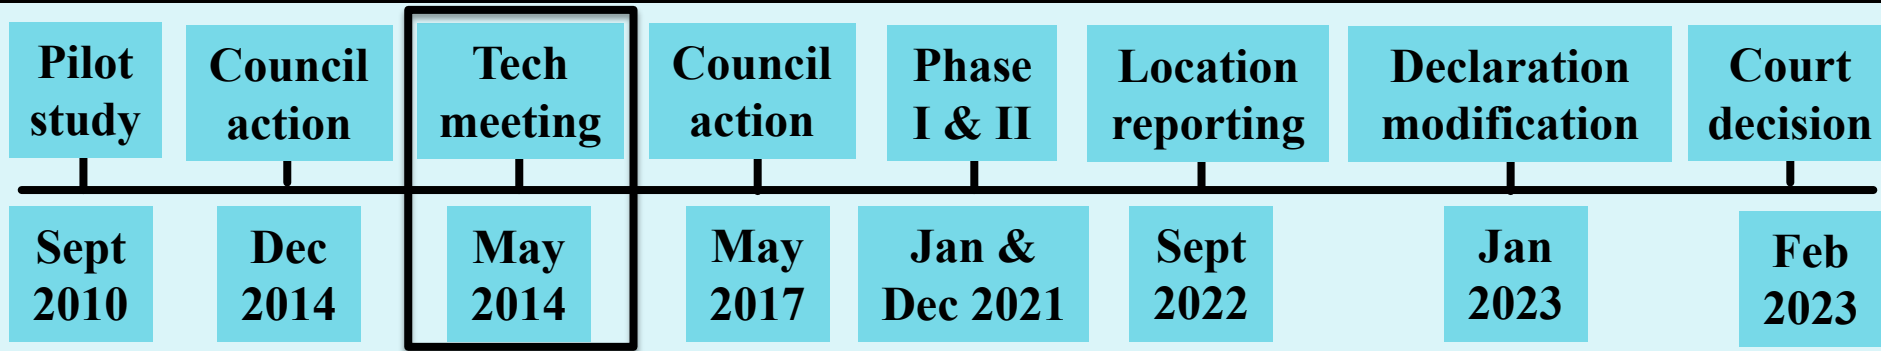 Pilot
study
Council
action
Tech
meeting
Council
action
Phase
I & II
Location
reporting
Declaration
modification
Court
decision
Sept
2010
Dec
2014
May
2014
May
2017
Jan &
Dec 2021
Sept
2022
Jan
2023
Feb
2023